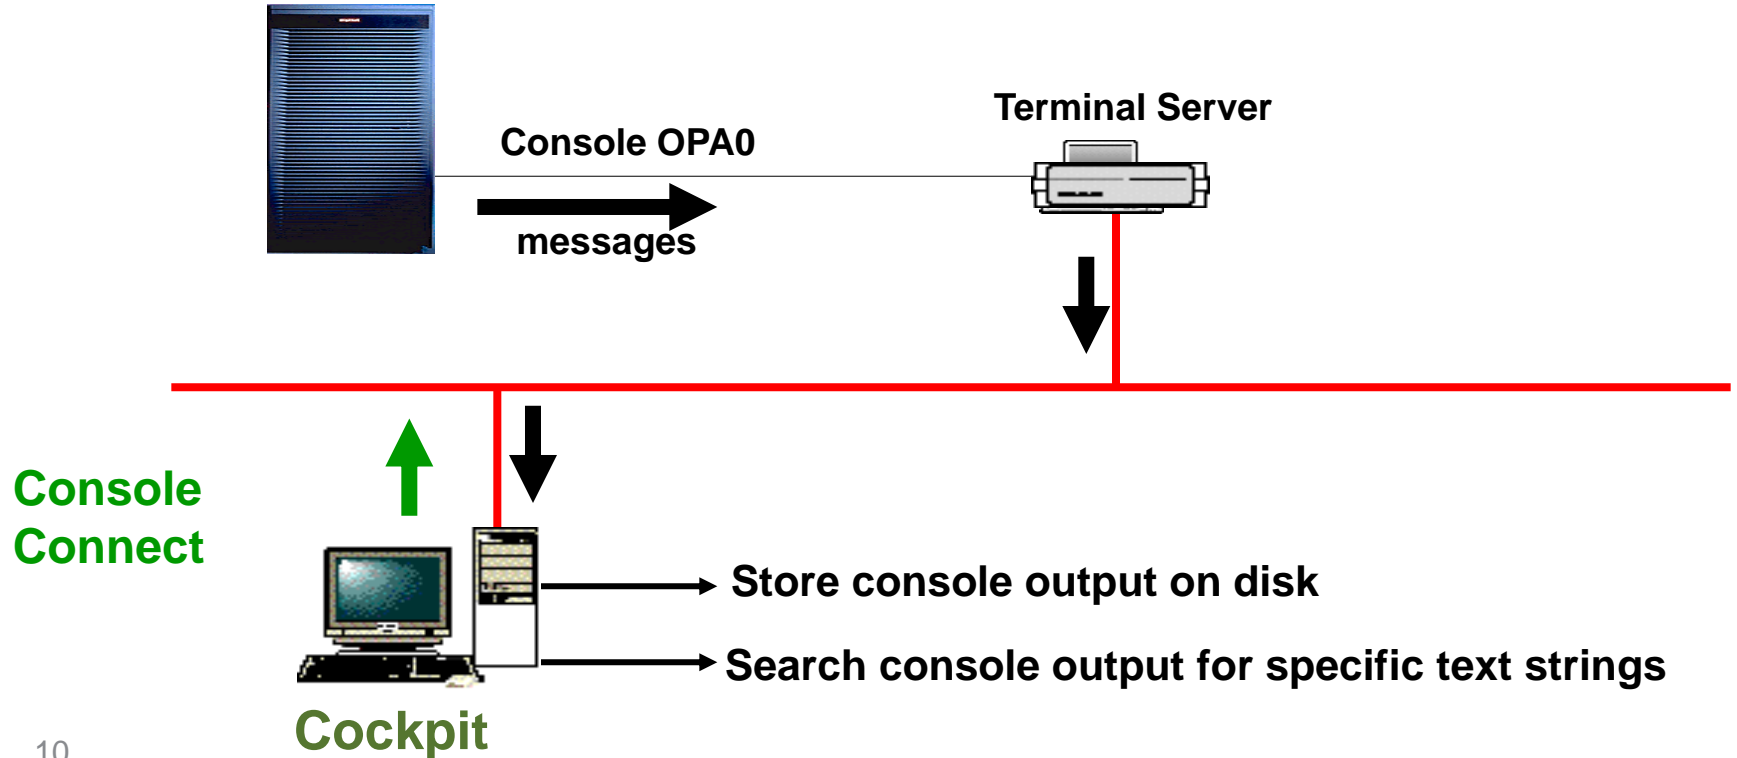 Terminal Server
Console OPA0
messages
Console
Connect
Store console output on disk
Search console output for specific text strings
Cockpit
10